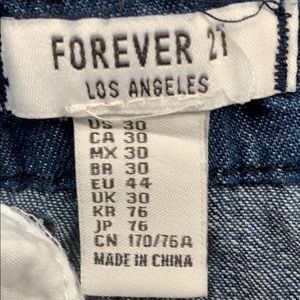 FOREVER 21
LOS ANGELES
US 30
CA 30
MX 30
BR 30
EU 44
UK 30
KR 76
JP 76
CN 170/76A
MADE IN CHINA